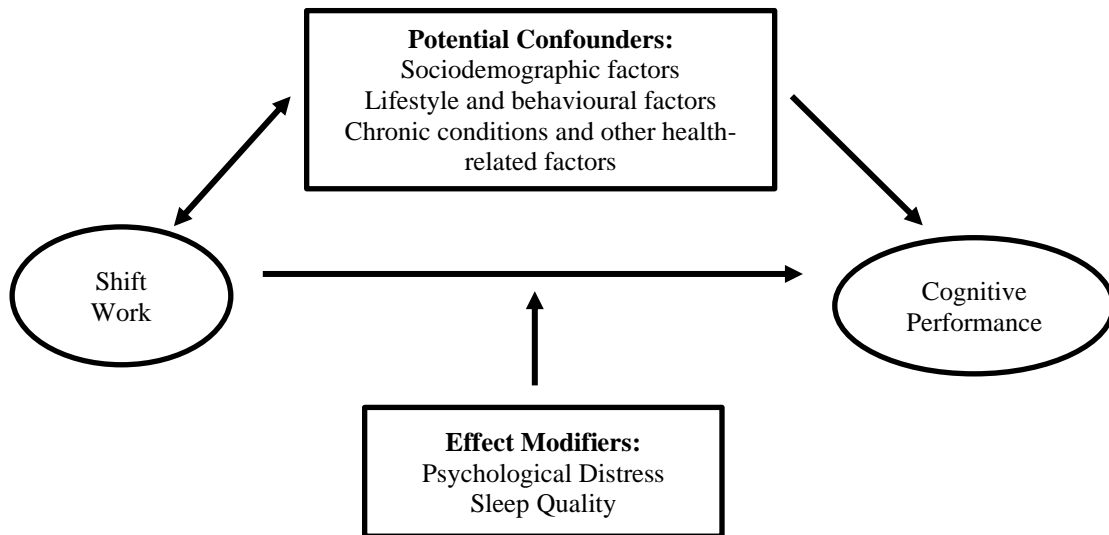 Potential Confounders:
Sociodemographic factors
Lifestyle and behavioural factors
Chronic conditions and other health-
related factors
Shift
Work
Cognitive
Performance
Effect Modifiers:
Psychological Distress
Sleep Quality